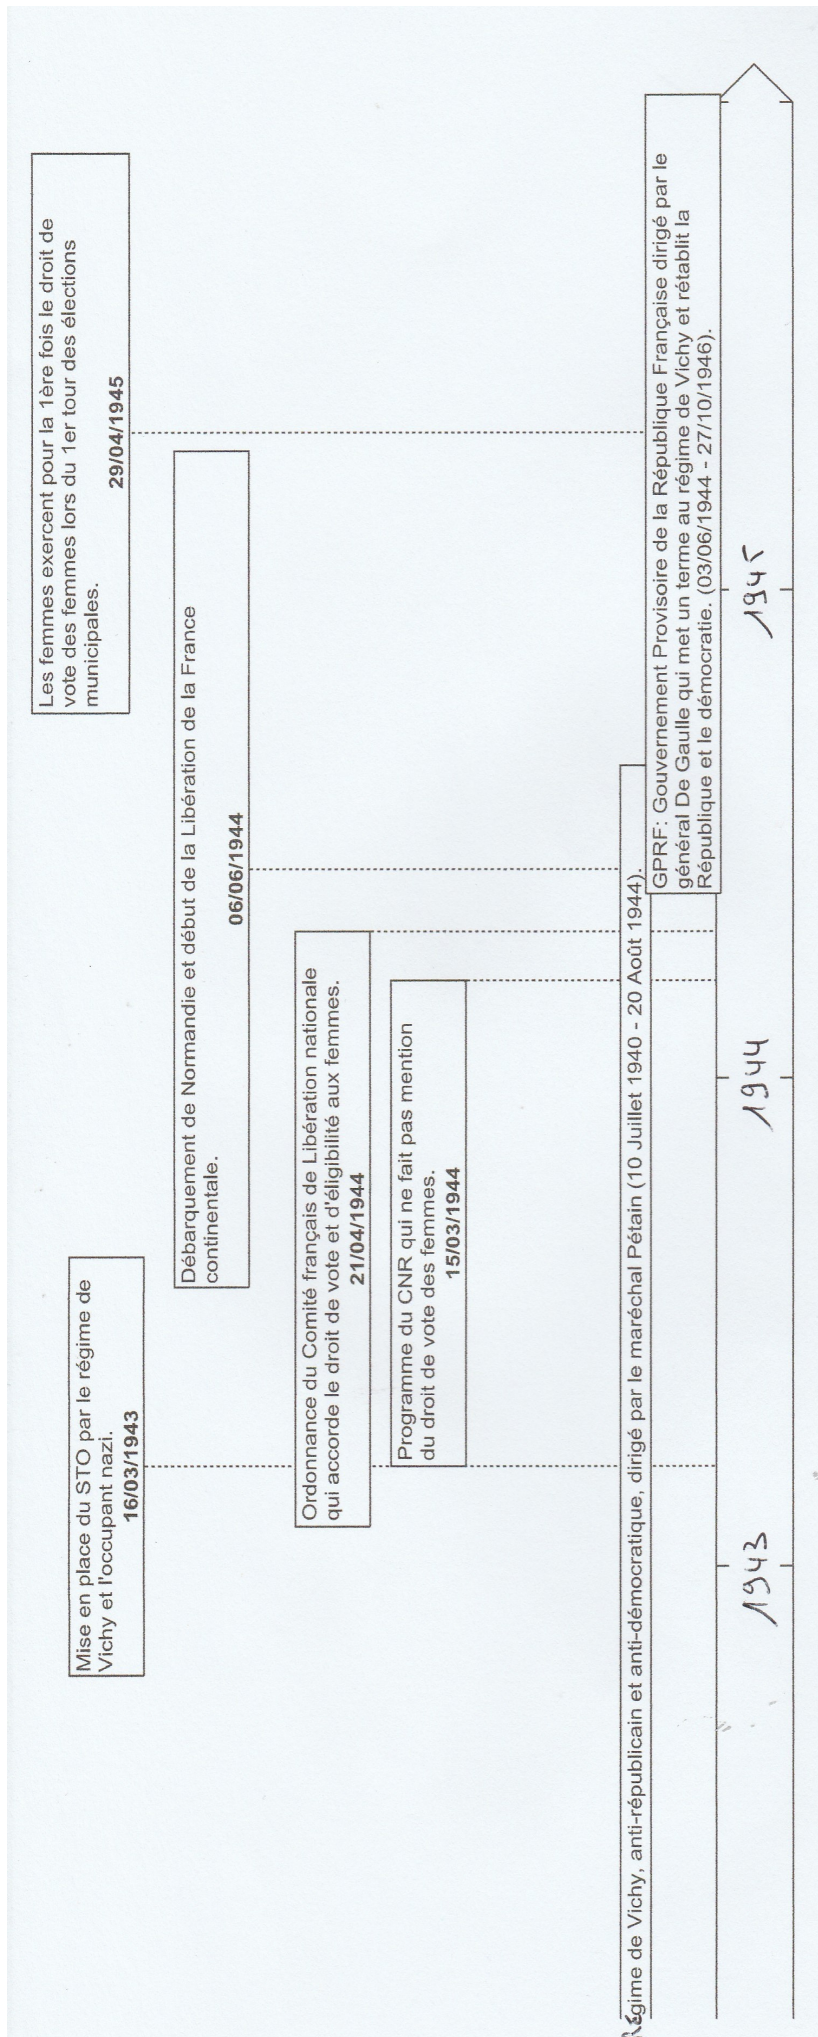 Les femmes exercent pour la 1ère fois le droit de
vote des femmes lors du 1er tour des élections
municipales.
29/04/1945
Mise en place du STO par le régime de
Vichy et l'occupant nazi.
16/03/1943
Débarquement de Normandie et début de la Libération de la France
continentale.
06/06/1944
Ordonnance du Comité français de Libération nationale
qui accorde le droit de vote et d'éligibilité aux femmes.
21/04/1944
Programme du CNR qui ne fait pas mention
du droit de vote des femmes.
15/03/1944
Régime de Vichy, anti-républicain et anti-démocratique, dirigé par le maréchal Pétain (10 Juillet 1940 - 20 Août 1944).
GPRF: Gouvernement Provisoire de la République Française dirigé par le
général De Gaulle qui met un terme au régime de Vichy et rétablit la
République et le démocratie. (03/06/1944 - 27/10/1946).
1943
1944
1945